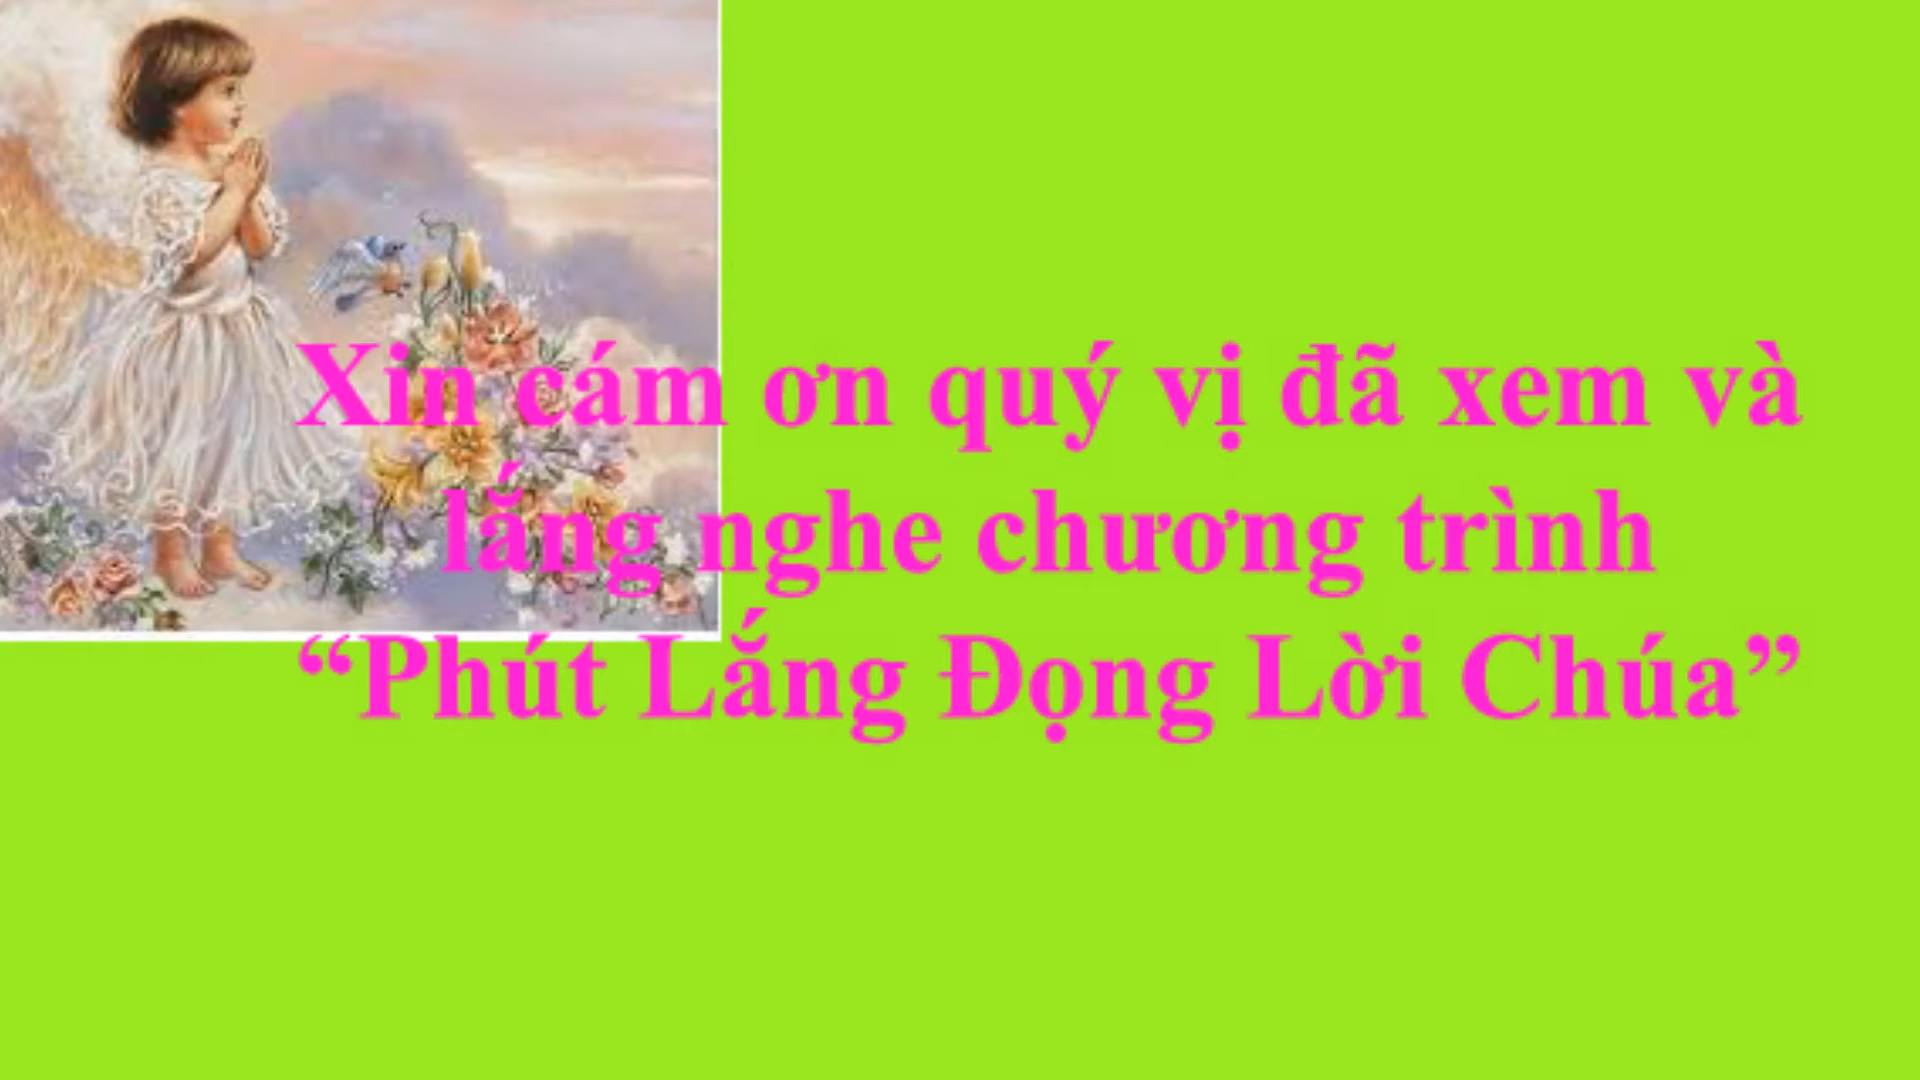 Xin cám ơn quý vị đã xem và
lắng nghe chương trình
“Phút Lắng Đọng Lời Chúa”